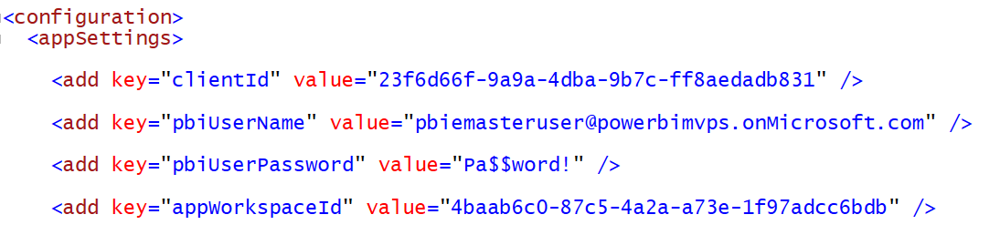 <configuration>
<appSettings>
<add key="clientId" value="23f6d66f-9a9a-4dba-9b7c-ff8aedadb831" />
<add key="pbiUserName" value="pbiemasteruser@powerbimvps.onMicrosoft.com" />
<add key="pbiUserPassword" value="Pa$$word!" />
<add key="appWorkspaceId" value="4baab6c0-87c5-4a2a-a73e-1f97adcc6bdb" />